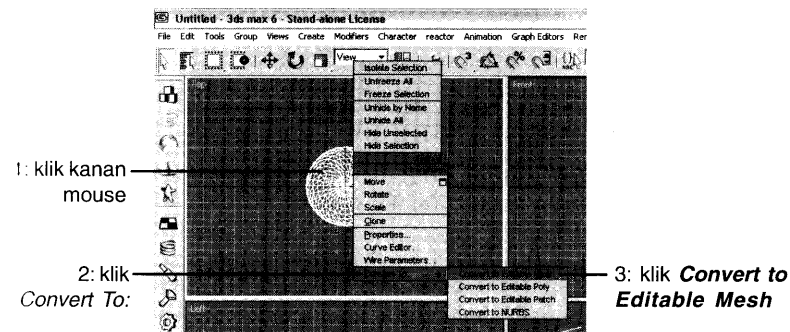 Untitled - 3ds max 6 - Stand-alone License
File Edit Tools Group Views Create Modifiers Character reactor Animation Graph Editors Ren
View
Isolate Selection
Unfreeze All
Freeze Selection
Unhide by Name
Unhide All
Hide Unselected
Hide Selection
1: klik kanan
mouse
Move
Rotate
Scale
Clone
Properties...
Curve Editor...
Wire Parameters...
2: klik
Convert To:
Convert to Editable Poly
Convert to Editable Patch
Convert to NURBS
3: klik Convert to
Editable Mesh
Left